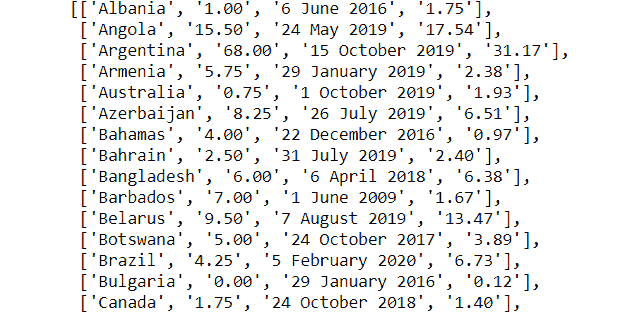 [['Albania', '1.00', '6 June 2016', '1.75'],
['Angola', '15.50', '24 May 2019', '17.54'],
['Argentina', '68.00', '15 October 2019', '31.17'],
['Armenia', '5.75', '29 January 2019', '2.38'],
['Australia', '0.75', '1 October 2019', '1.93'],
['Azerbaijan', '8.25', '26 July 2019', '6.51'],
['Bahamas', '4.00', '22 December 2016', '0.97'],
['Bahrain', '2.50', '31 July 2019', '2.40'],
['Bangladesh', '6.00', '6 April 2018', '6.38'],
['Barbados', '7.00', '1 June 2009', '1.67'],
['Belarus', '9.50', '7 August 2019', '13.47'],
['Botswana', '5.00', '24 October 2017', '3.89'],
['Brazil', '4.25', '5 February 2020', '6.73'],
['Bulgaria', '0.00', '29 January 2016', '0.12'],
['Canada', '1.75', '24 October 2018', '1.40'],